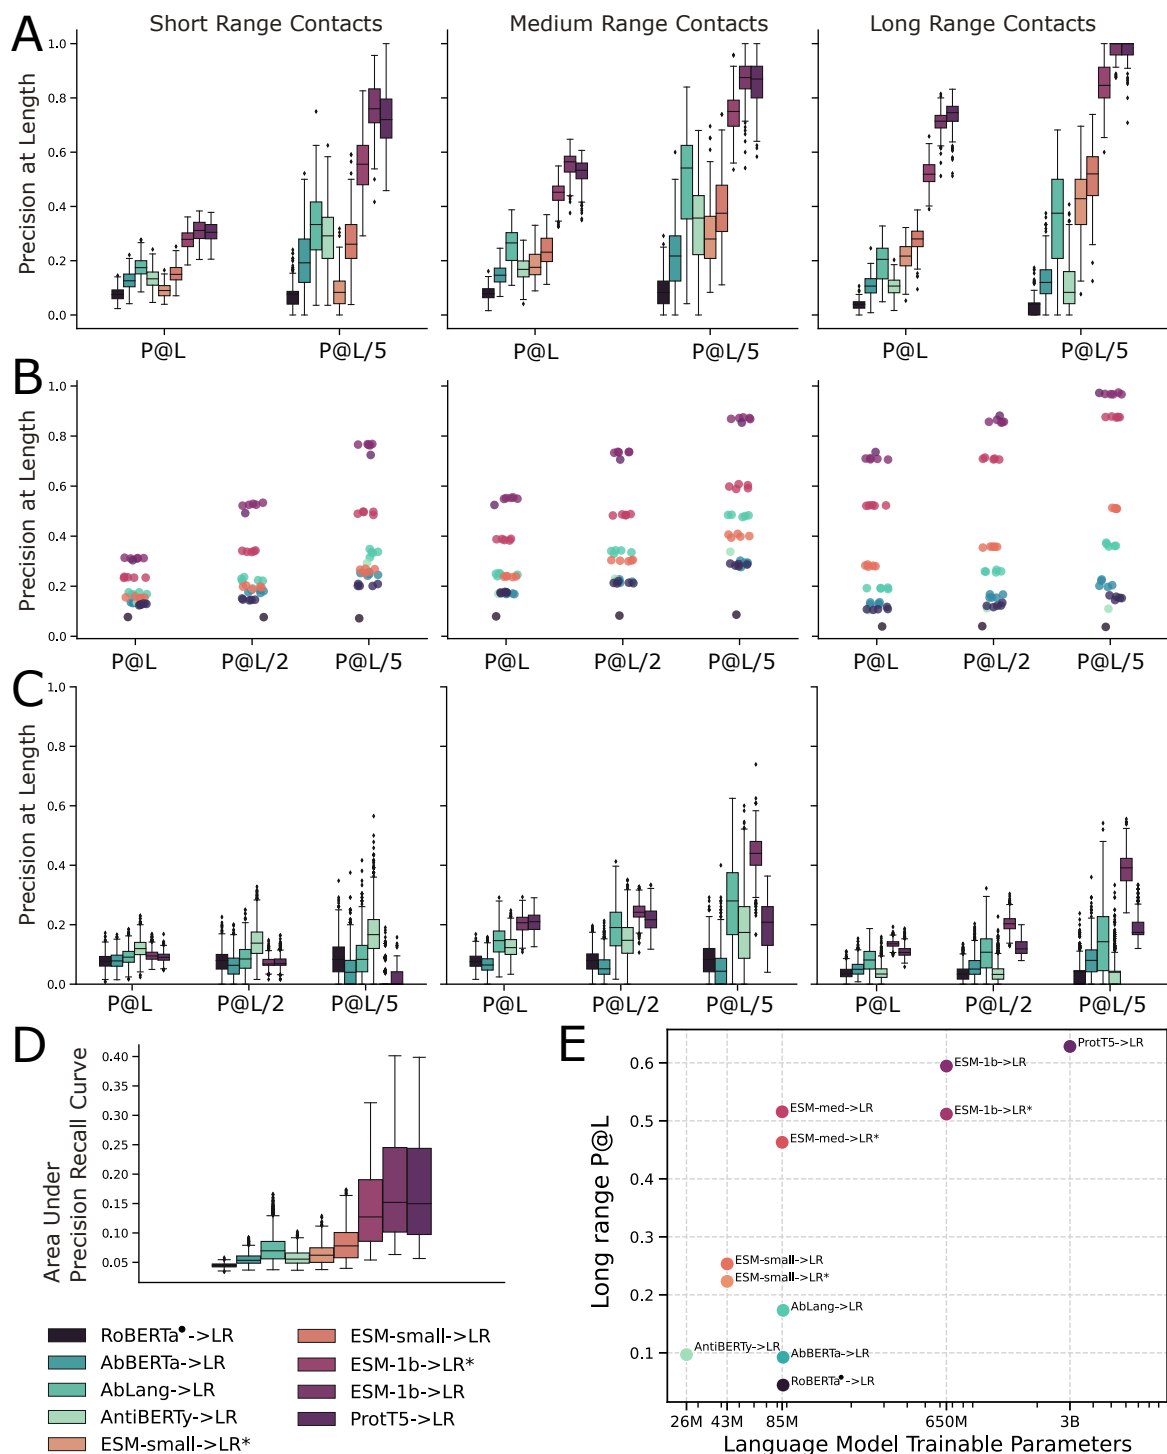 A
Short Range Contacts
Medium Range Contacts
Long Range Contacts
Precision at Length
1.0
0.8
0.6
0.4
0.2
0.0
P@L
P@L/5
P@L
P@L/5
P@L
P@L/5
B
Precision at Length
1.0
0.8
0.6
0.4
0.2
0.0
P@L
P@L/2
P@L/5
P@L
P@L/2
P@L/5
P@L
P@L/2
P@L/5
C
Precision at Length
1.0
0.8
0.6
0.4
0.2
0.0
P@L
P@L/2
P@L/5
P@L
P@L/2
P@L/5
P@L
P@L/2
P@L/5
D
Area Under
Precision Recall Curve
0.40
0.35
0.30
0.25
0.20
0.15
0.10
0.05
RoBERTa•->LR
AbBERTa->LR
AbLang->LR
AntiBERTy->LR
ESM-small->LR*
ESM-small->LR
ESM-1b->LR*
ESM-1b->LR
ProtT5->LR
E
Long range P@L
0.6
0.5
0.4
0.3
0.2
0.1
ProtT5->LR
ESM-1b->LR
ESM-med->LR
ESM-1b->LR*
ESM-med->LR*
ESM-small->LR
ESM-small->LR*
AbLang->LR
AntiBERTy->LR
AbBERTa->LR
RoBERTa•->LR
26M
43M
85M
650M
3B
Language Model Trainable Parameters